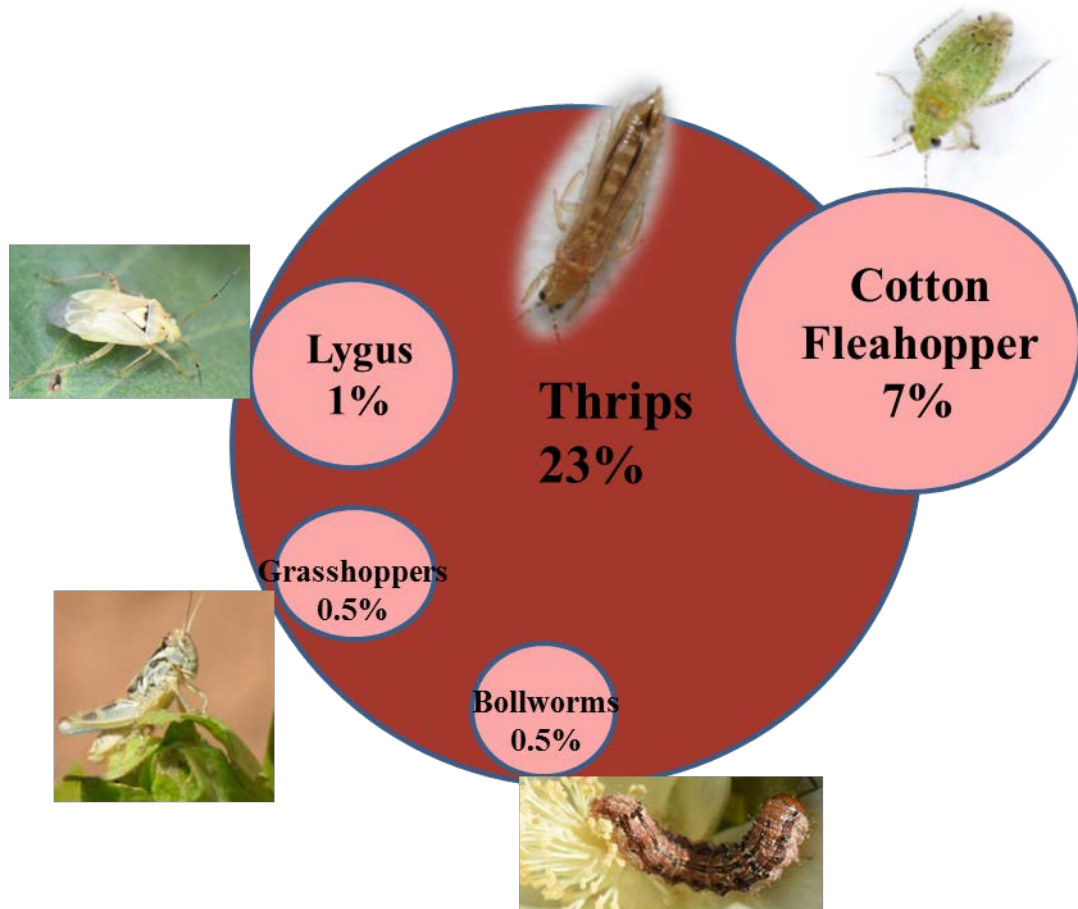 Cotton
Fleahopper
7%
Lygus
1%
Thrips
23%
Grasshoppers
0.5%
Bollworms
0.5%